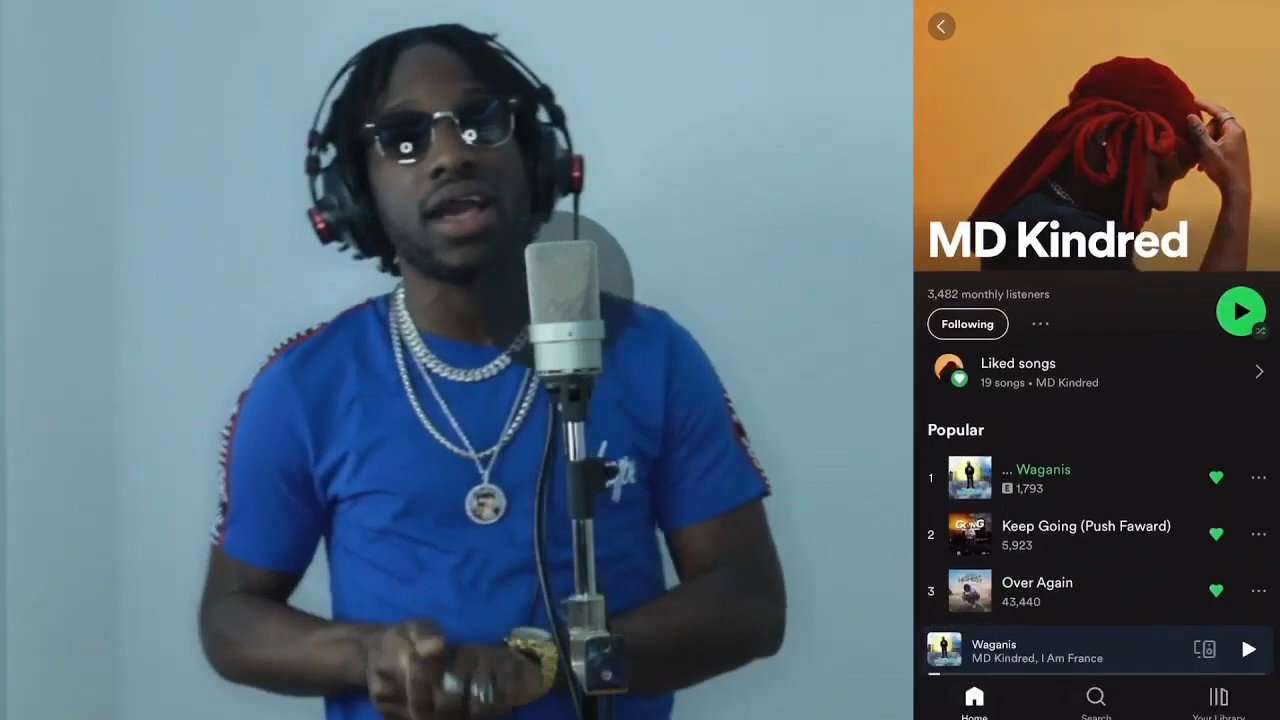 MD Kindred
3,482 monthly listeners
Following
Liked songs
19 songs • MD Kindred
Popular
1
... Waganis
E 1,793
2
GOING
Keep Going (Push Faward)
5,923
3
Over Again
43,440
Waganis
MD Kindred, I Am France
Home
Search
Your Library